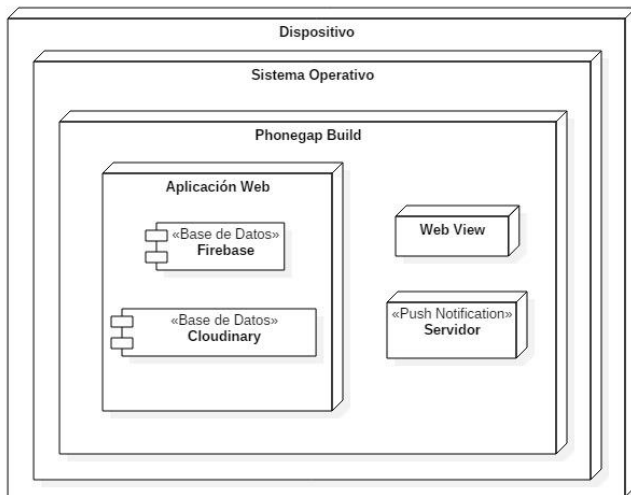 Dispositivo
Sistema Operativo
Phonegap Build
Aplicación Web
«Base de Datos»
Firebase
«Base de Datos»
Cloudinary
Web View
«Push Notification»
Servidor